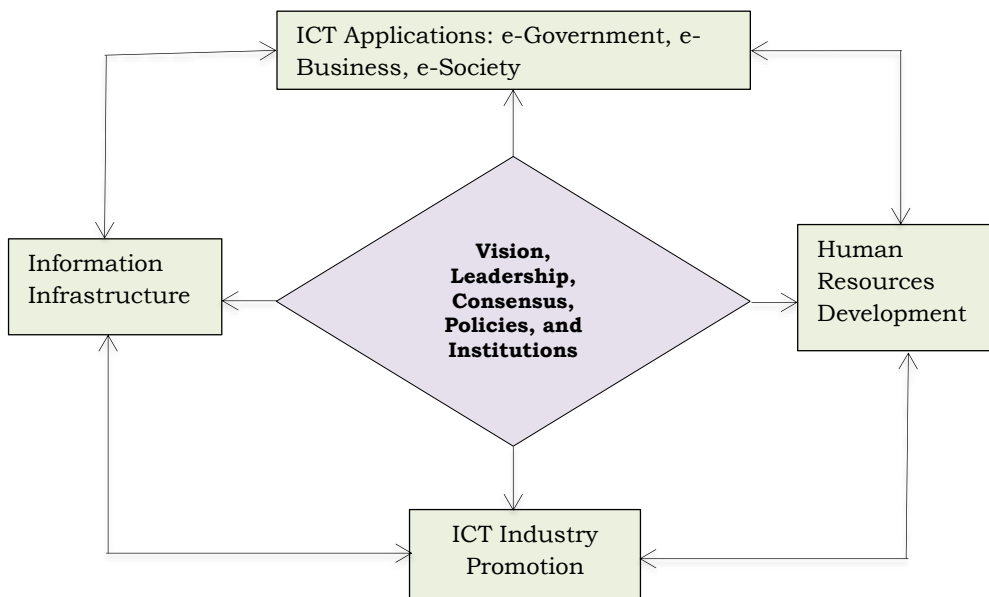 ICT Applications: e-Government, e-
Business, e-Society
Information
Infrastructure
Vision,
Leadership,
Consensus,
Policies, and
Institutions
Human
Resources
Development
ICT Industry
Promotion